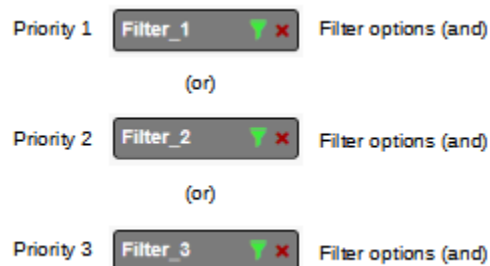 Priority 1 Filter_1 Filter options (and)
(or)
Priority 2 Filter_2 Filter options (and)
(or)
Priority 3 Filter_3 Filter options (and)